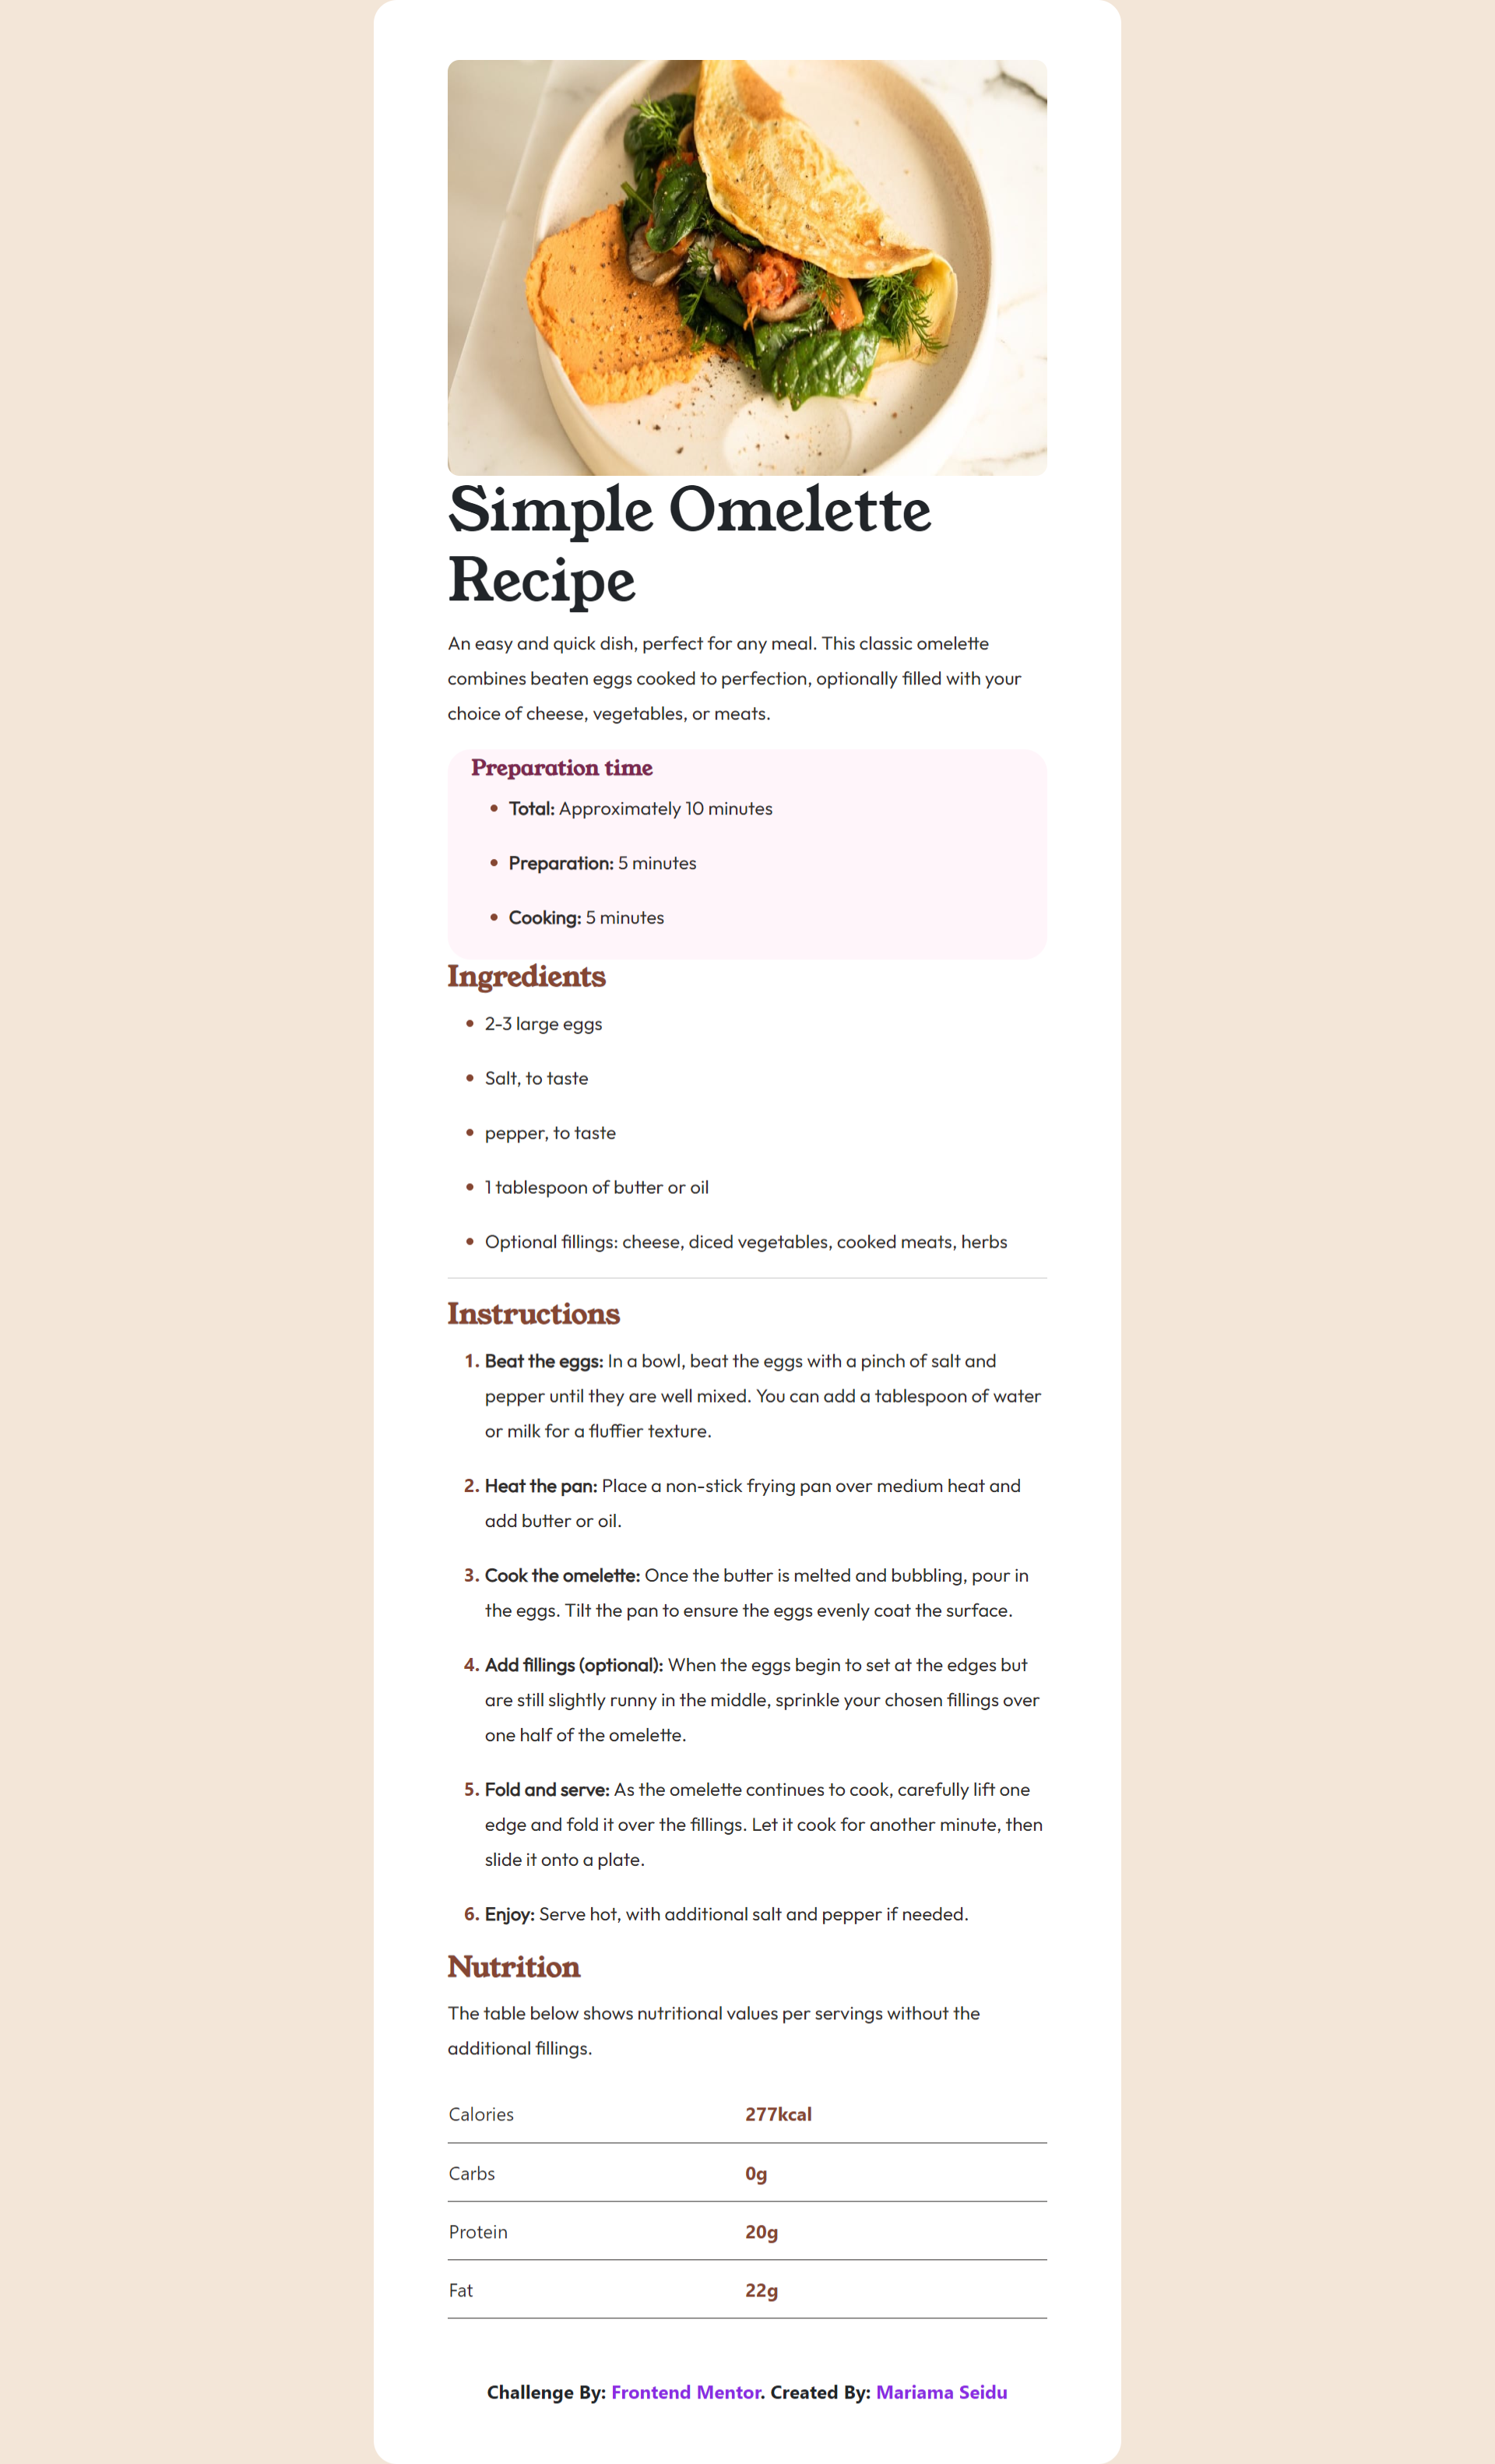 Simple Omelette
Recipe
An easy and quick dish, perfect for any meal. This classic omelette
combines beaten eggs cooked to perfection, optionally filled with your
choice of cheese, vegetables, or meats.
Preparation time
• Total: Approximately 10 minutes
• Preparation: 5 minutes
• Cooking: 5 minutes
Ingredients
• 2-3 large eggs
• Salt, to taste
• pepper, to taste
• 1 tablespoon of butter or oil
• Optional fillings: cheese, diced vegetables, cooked meats, herbs
Instructions
1. Beat the eggs: In a bowl, beat the eggs with a pinch of salt and
pepper until they are well mixed. You can add a tablespoon of water
or milk for a fluffier texture.
2. Heat the pan: Place a non-stick frying pan over medium heat and
add butter or oil.
3. Cook the omelette: Once the butter is melted and bubbling, pour in
the eggs. Tilt the pan to ensure the eggs evenly coat the surface.
4. Add fillings (optional): When the eggs begin to set at the edges but
are still slightly runny in the middle, sprinkle your chosen fillings over
one half of the omelette.
5. Fold and serve: As the omelette continues to cook, carefully lift one
edge and fold it over the fillings. Let it cook for another minute, then
slide it onto a plate.
6. Enjoy: Serve hot, with additional salt and pepper if needed.
Nutrition
The table below shows nutritional values per servings without the
additional fillings.
Calories 277kcal
Carbs 0g
Protein 20g
Fat 22g
Challenge By: Frontend Mentor. Created By: Mariama Seidu